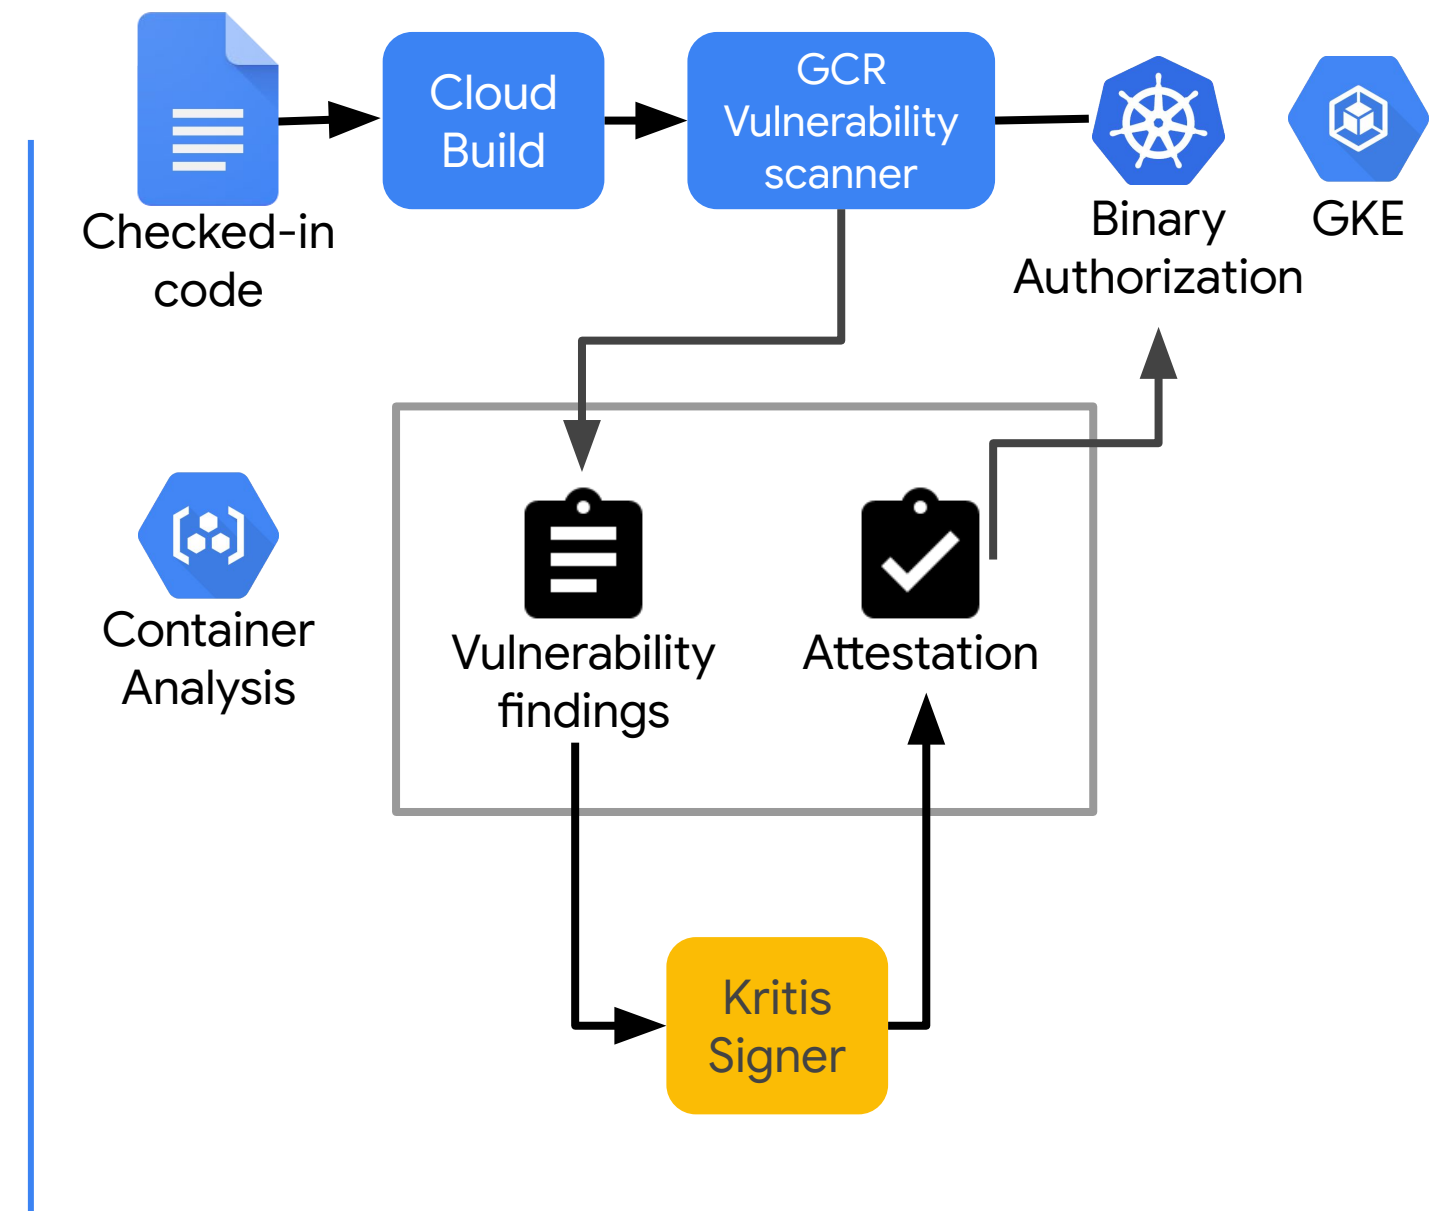 Checked-in
code
Cloud
Build
GCR
Vulnerability
scanner
Binary
Authorization
GKE
Container
Analysis
Vulnerability
findings
Attestation
Kritis
Signer